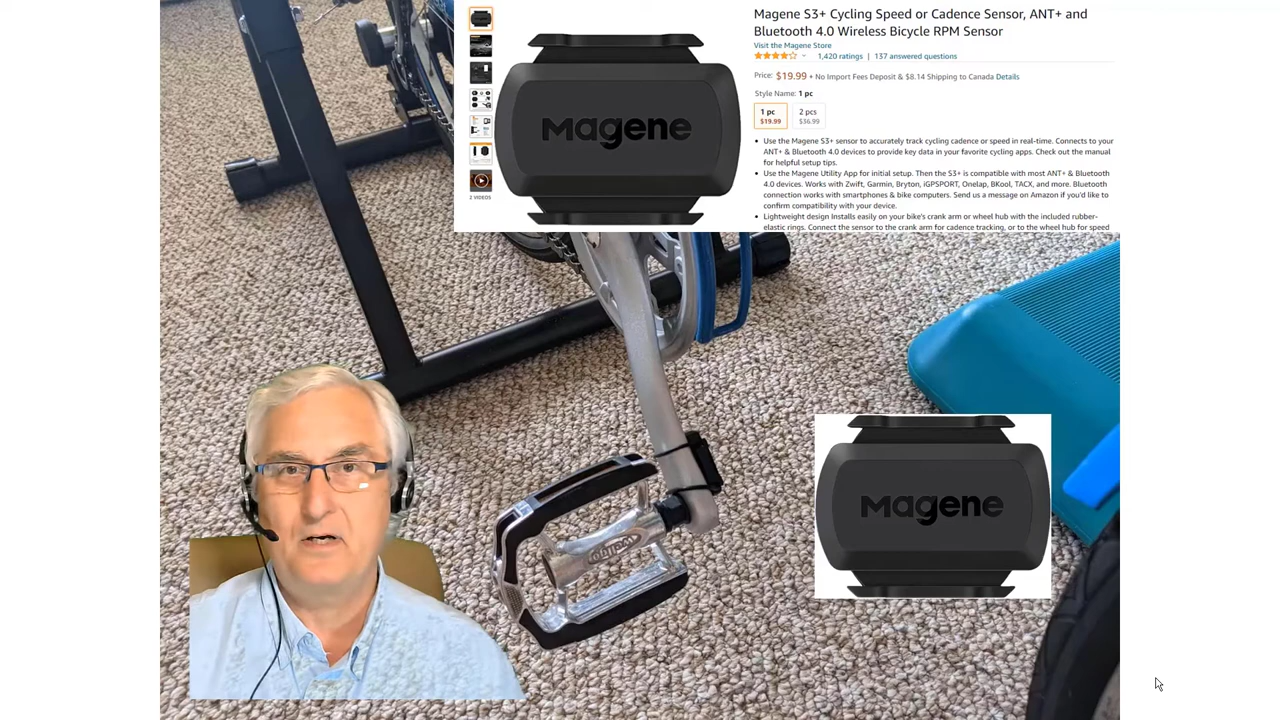 Magene S3+ Cycling Speed or Cadence Sensor, ANT+ and
Bluetooth 4.0 Wireless Bicycle RPM Sensor
Visit the Magene Store
1,420 ratings | 137 answered questions
Price: $19.99 + No Import Fees Deposit & $8.14 Shipping to Canada Details
Style Name: 1 pc
1 pc
$19.99
2 pcs
$36.99
• Use the Magene S3+ sensor to accurately track cycling cadence or speed in real-time. Connects to your
ANT+ & Bluetooth 4.0 devices to provide key data in your favorite cycling apps. Check out the manual
for helpful setup tips.
• Use the Magene Utility App for initial setup. Then the S3+ is compatible with most ANT+ & Bluetooth
4.0 devices. Works with Zwift, Garmin, Bryton, iGPSPORT, Onelap, BKool, TACX, and more. Bluetooth
connection works with smartphones & bike computers. Send us a message on Amazon if you'd like to
confirm compatibility with your device.
• Lightweight design Installs easily on your bike's crank arm or wheel hub with the included rubber-
elastic rings. Connect the sensor to the crank arm for cadence tracking, or to the wheel hub for speed
magene
2 VIDEOS
magene